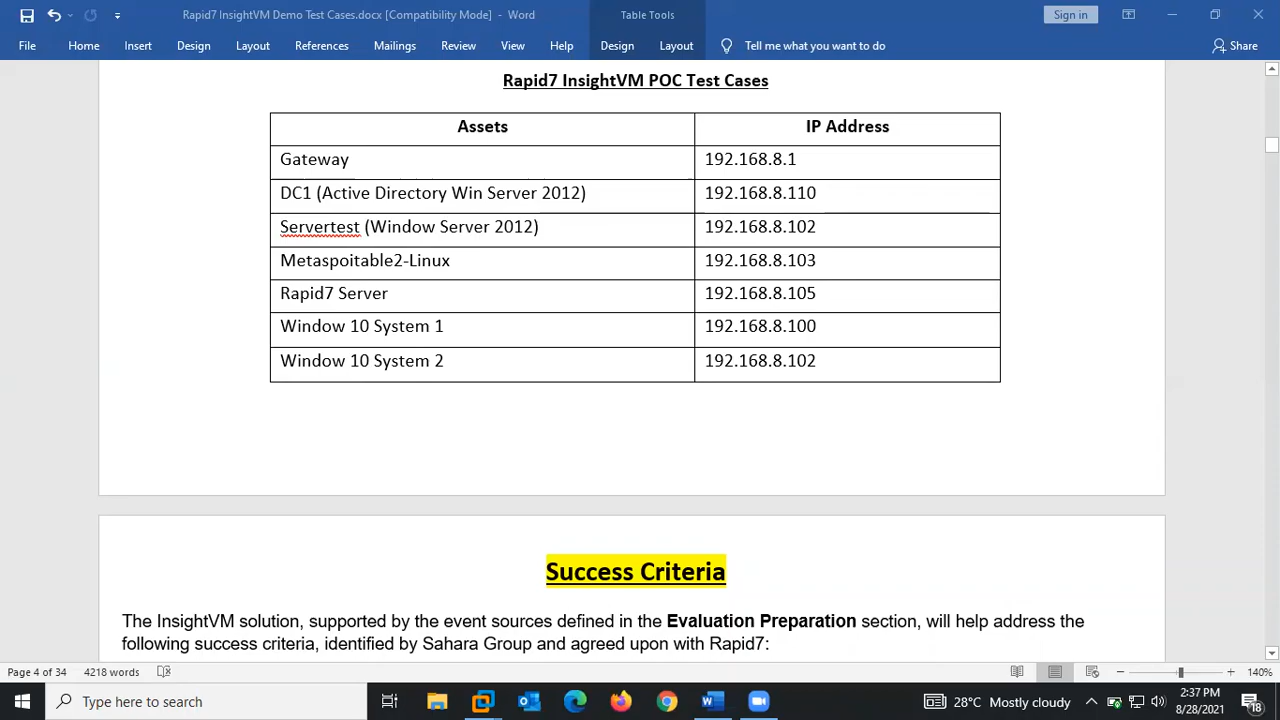 Rapid7 InsightVM Demo Test Cases.docx [Compatibility Mode] - Word
Table Tools
Sign in
File Home Insert Design Layout References Mailings Review View Help Design Layout Tell me what you want to do Share
Rapid7 InsightVM POC Test Cases
Assets IP Address
Gateway 192.168.8.1
DC1 (Active Directory Win Server 2012) 192.168.8.110
Servertest (Window Server 2012) 192.168.8.102
Metaspoitable2-Linux 192.168.8.103
Rapid7 Server 192.168.8.105
Window 10 System 1 192.168.8.100
Window 10 System 2 192.168.8.102
Success Criteria
The InsightVM solution, supported by the event sources defined in the Evaluation Preparation section, will help address the
following success criteria, identified by Sahara Group and agreed upon with Rapid7:
Page 4 of 34 4218 words 140%
Type here to search 28°C Mostly cloudy 2:37 PM
8/28/2021 18